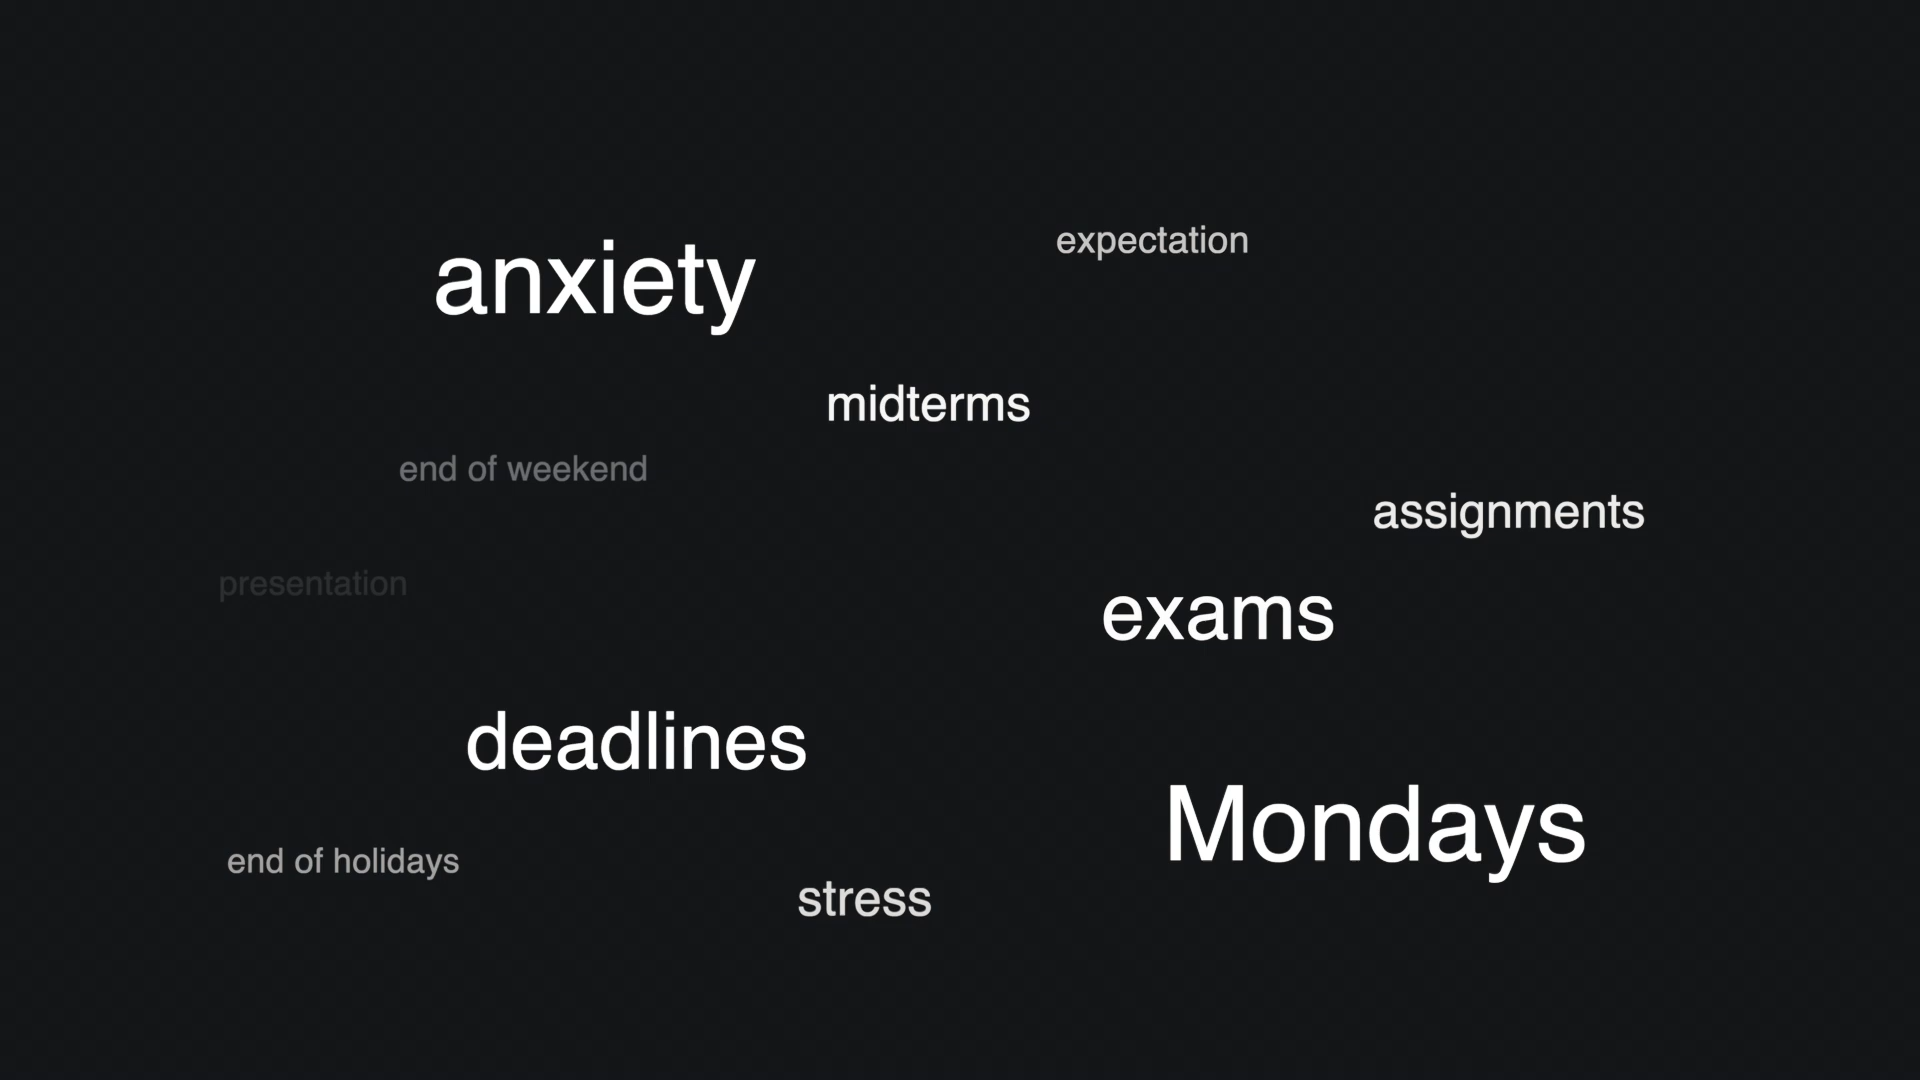 expectation
anxiety
midterms
end of weekend
assignments
presentation
exams
deadlines
Mondays
end of holidays
stress